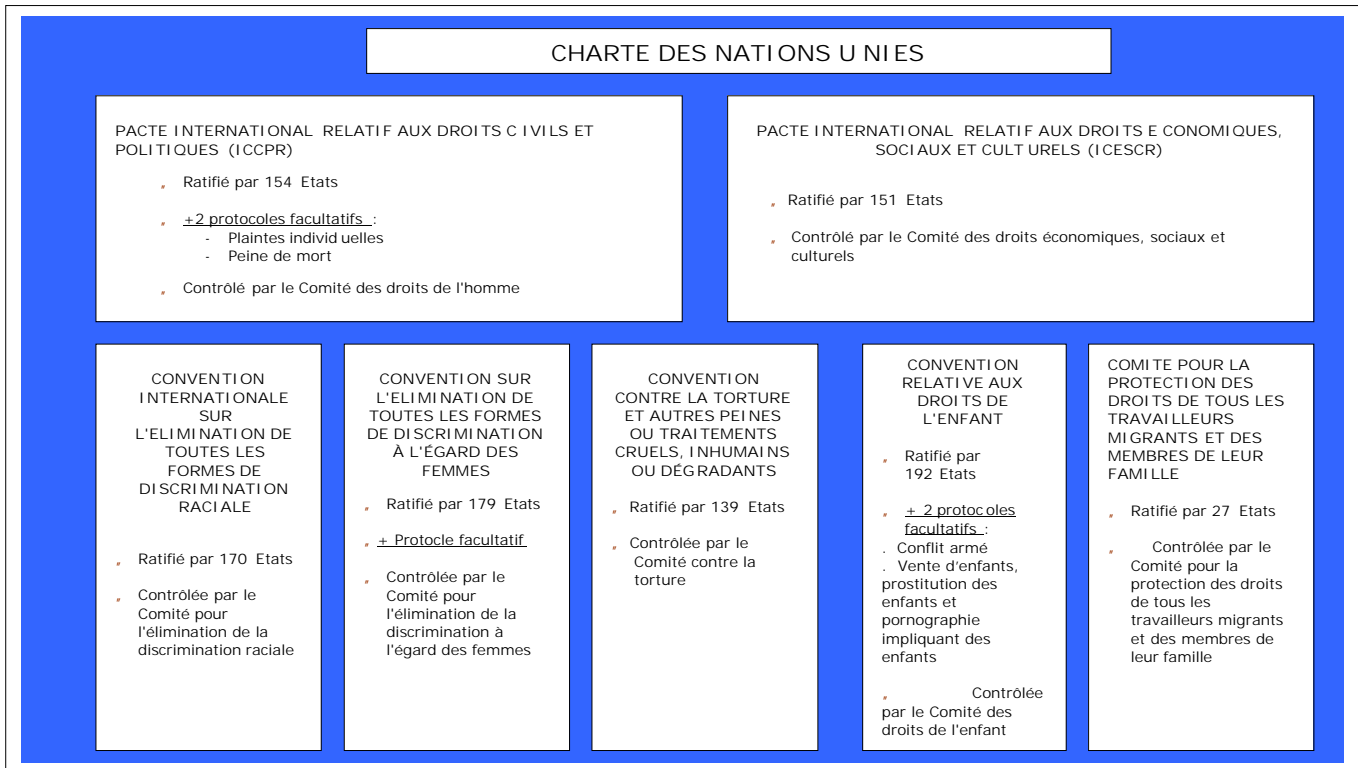 CHARTE DES NATIONS UNIES
PACTE INTERNATIONAL RELATIF AUX DROITS CIVILS ET
POLITIQUES (ICCPR)
„ Ratifié par 154 Etats
„ +2 protocoles facultatifs :
- Plaintes individuelles
- Peine de mort
„ Contrôlé par le Comité des droits de l'homme
PACTE INTERNATIONAL RELATIF AUX DROITS ECONOMIQUES,
SOCIAUX ET CULTURELS (ICESCR)
„ Ratifié par 151 Etats
„ Contrôlé par le Comité des droits économiques, sociaux et
culturels
CONVENTION
INTERNATIONALE
SUR
L'ELIMINATION DE
TOUTES LES
FORMES DE
DISCRIMINATION
RACIALE
„ Ratifié par 170 Etats
„ Contrôlée par le
Comité pour
l'élimination de la
discrimination raciale
CONVENTION SUR
L'ELIMINATION DE
TOUTES LES FORMES
DE DISCRIMINATION
À L'ÉGARD DES
FEMMES
„ Ratifié par 179 Etats
„ + Protocle facultatif
„ Contrôlée par le
Comité pour
l'élimination de la
discrimination à
l'égard des femmes
CONVENTION
CONTRE LA TORTURE
ET AUTRES PEINES
OU TRAITEMENTS
CRUELS, INHUMAINS
OU DÉGRADANTS
„ Ratifié par 139 Etats
„ Contrôlée par le
Comité contre la
torture
CONVENTION
RELATIVE AUX
DROITS DE
L'ENFANT
„ Ratifié par
192 Etats
„ + 2 protocoles
facultatifs :
. Conflit armé
. Vente d'enfants,
prostitution des
enfants et
pornographie
impliquant des
enfants
„ Contrôlée
par le Comité des
droits de l'enfant
COMITE POUR LA
PROTECTION DES
DROITS DE TOUS LES
TRAVAILLEURS
MIGRANTS ET DES
MEMBRES DE LEUR
FAMILLE
„ Ratifié par 27 Etats
„ Contrôlée par le
Comité pour la
protection des droits
de tous les
travailleurs migrants
et des membres de
leur famille